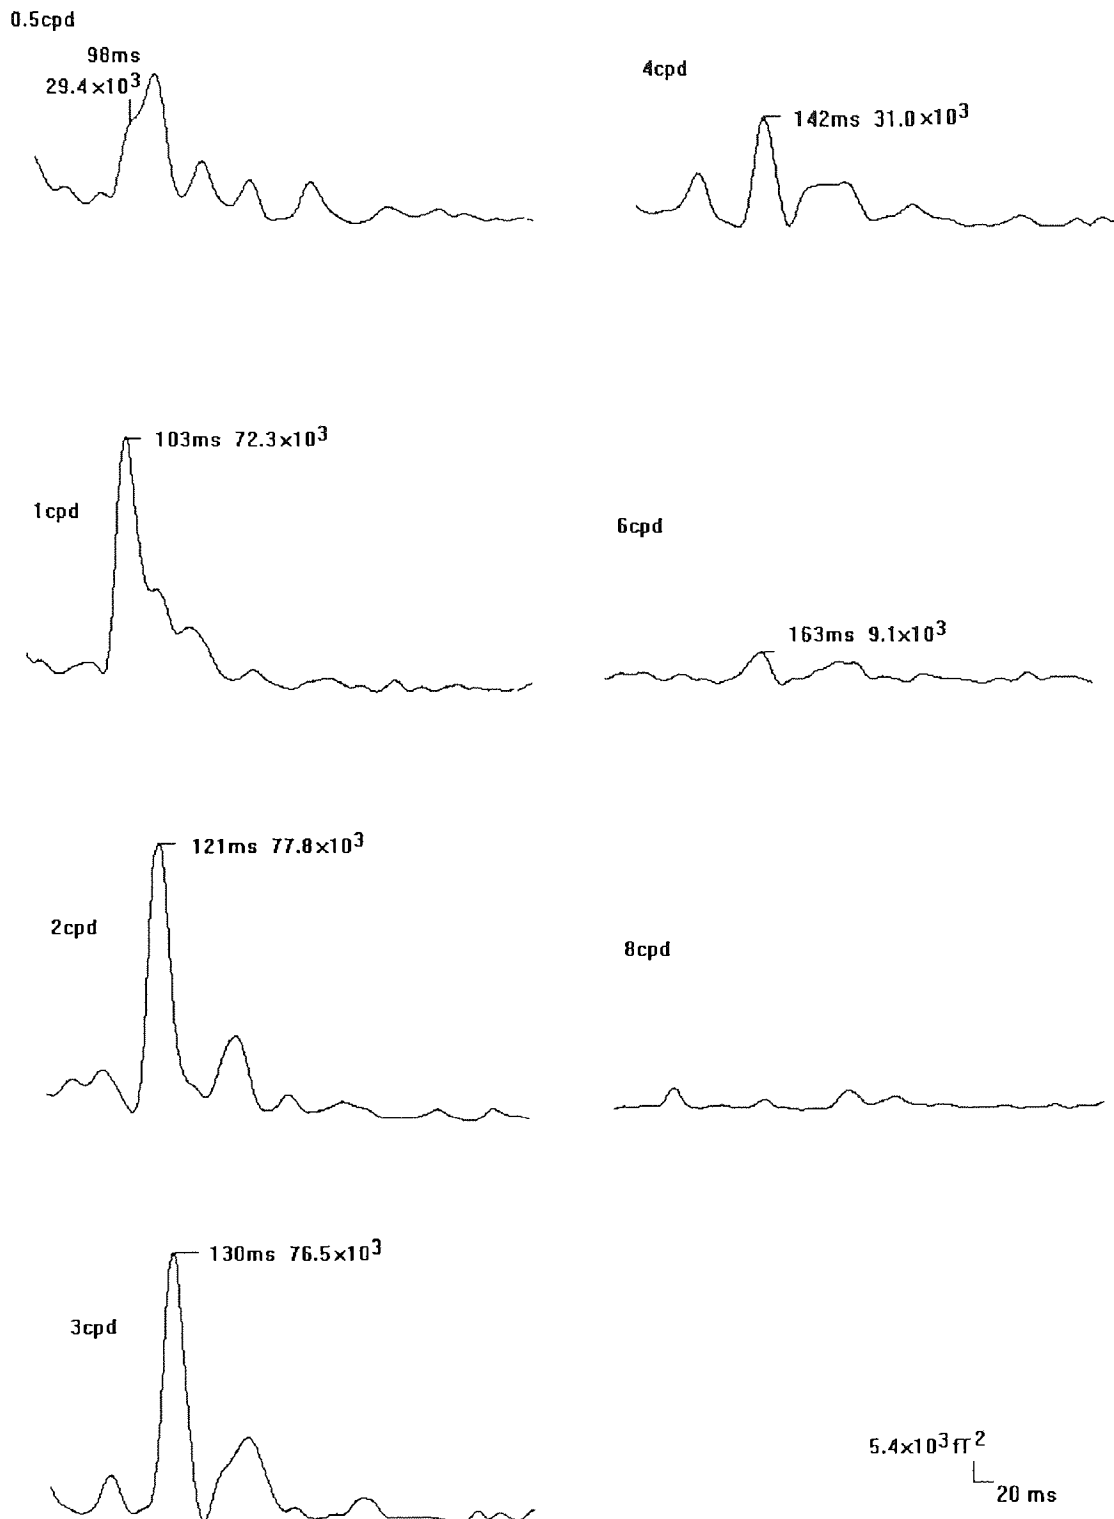 0.5cpd
98ms
29.4×10³
4cpd
142ms 31.0×10³
103ms 72.3×10³
1cpd
6cpd
163ms 9.1×10³
121ms 77.8×10³
2cpd
8cpd
130ms 76.5×10³
3cpd
5.4×10³fT²
20 ms